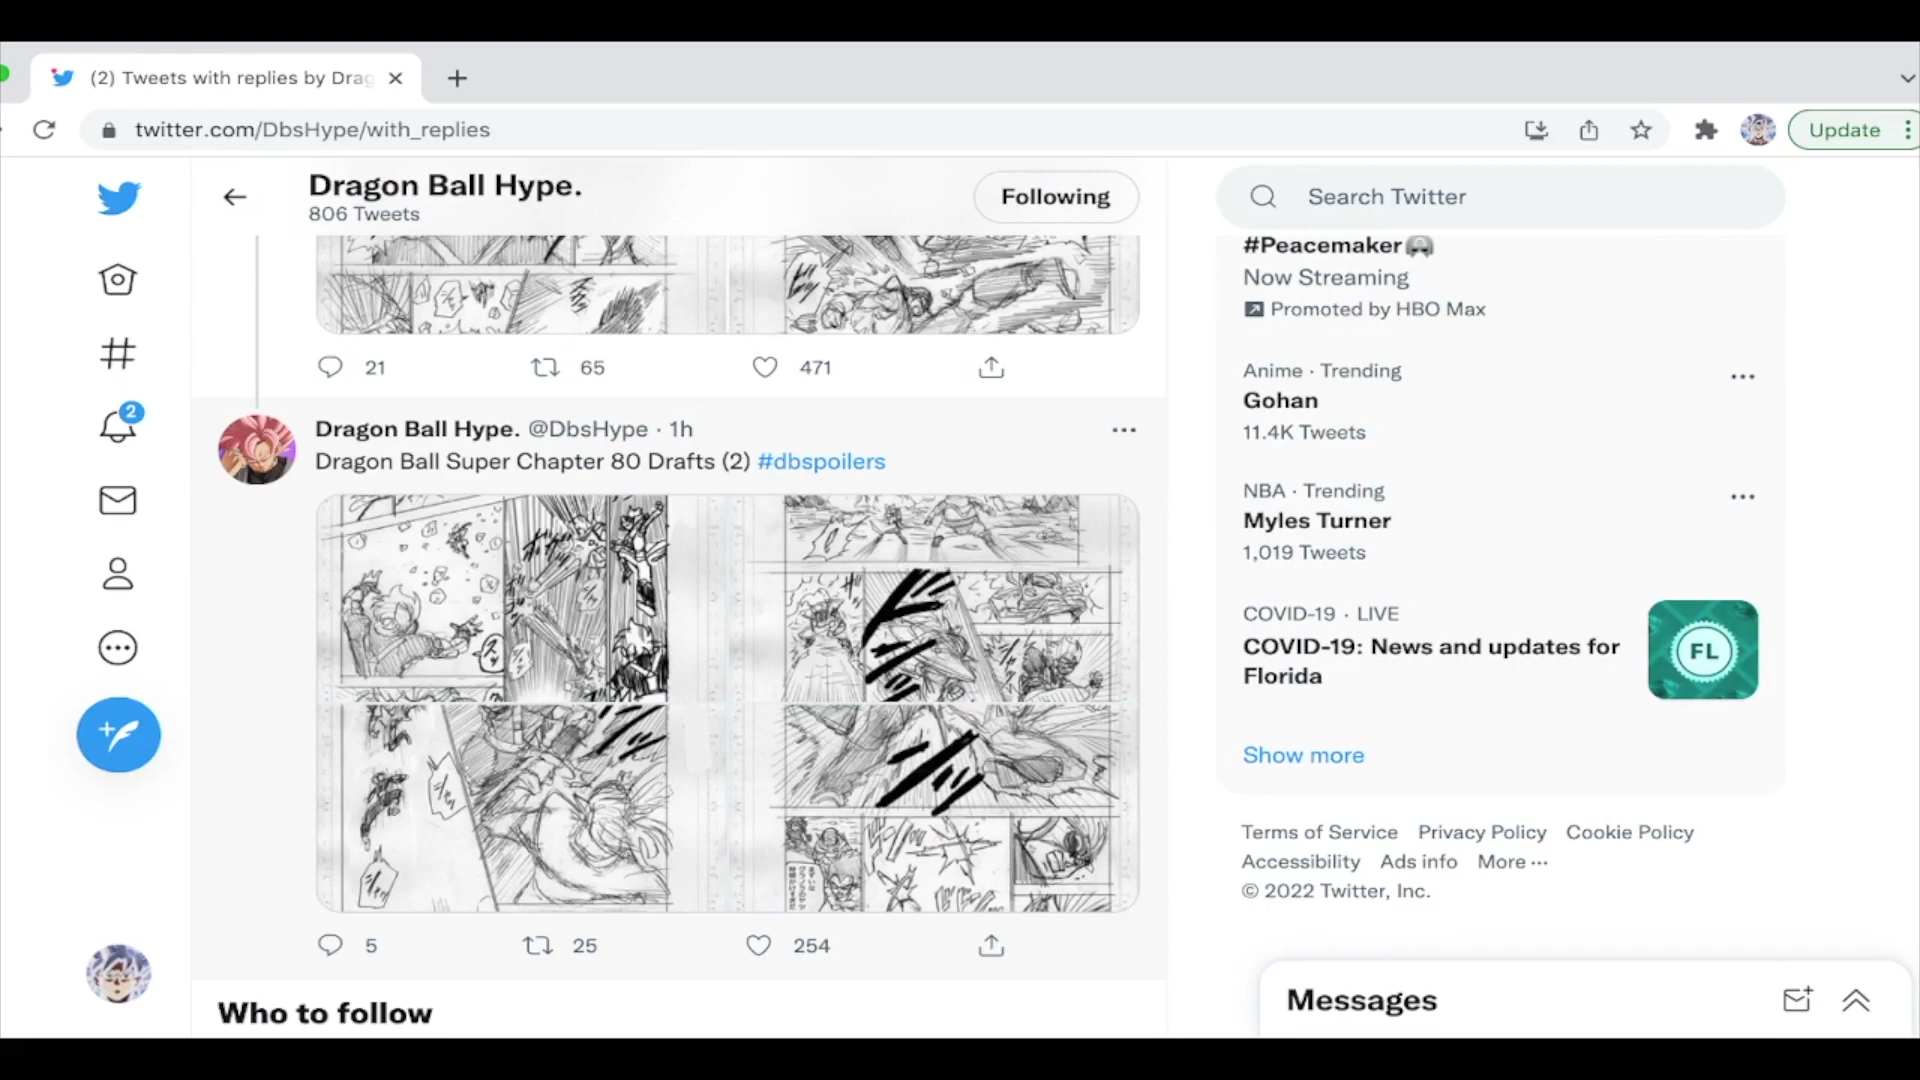 (2) Tweets with replies by Drag
twitter.com/DbsHype/with_replies
Update
Dragon Ball Hype.
806 Tweets
Following
21
65
471
Dragon Ball Hype. @DbsHype · 1h
Dragon Ball Super Chapter 80 Drafts (2) #dbspoilers
5
25
254
Who to follow
2
Search Twitter
#Peacemaker
Now Streaming
Promoted by HBO Max
Anime · Trending
Gohan
11.4K Tweets
NBA · Trending
Myles Turner
1,019 Tweets
COVID-19 · LIVE
COVID-19: News and updates for
Florida
FL
Show more
Terms of Service Privacy Policy Cookie Policy
Accessibility Ads info More ···
© 2022 Twitter, Inc.
Messages